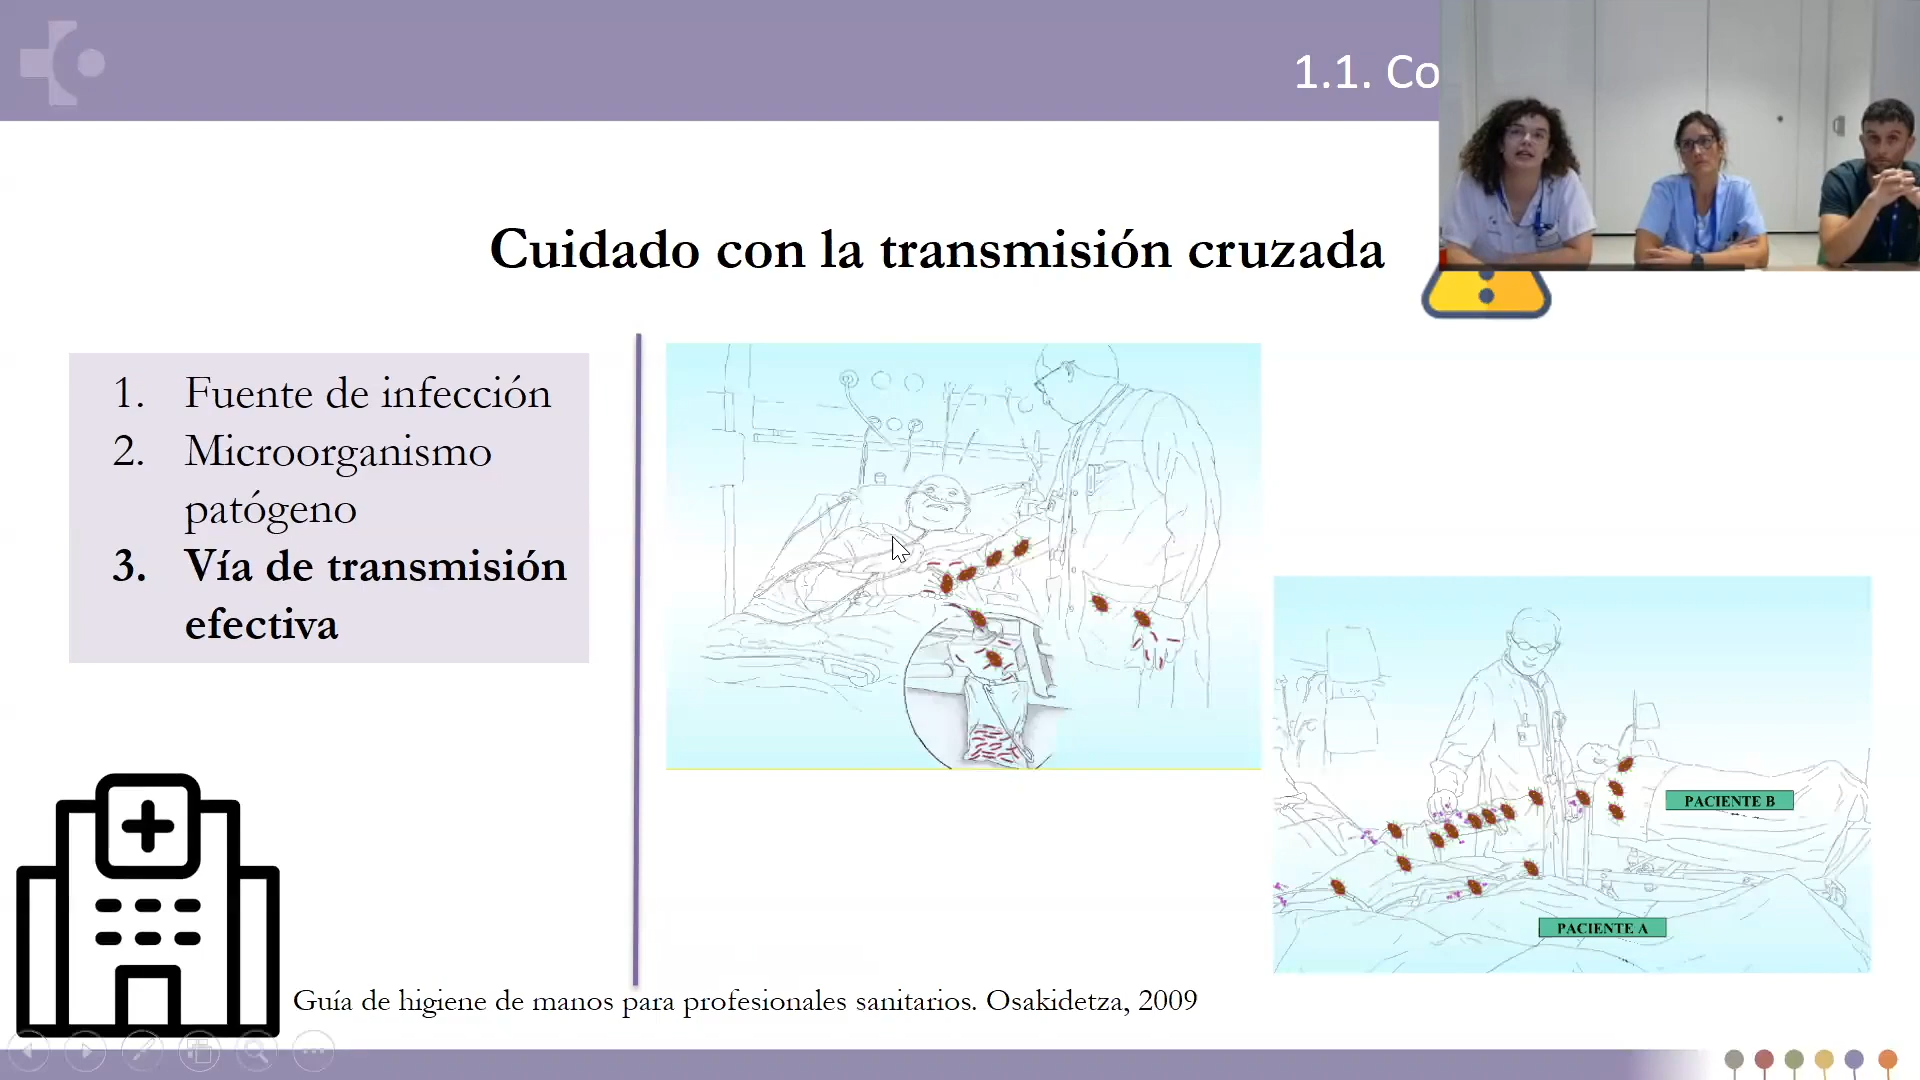 1.1. Co
Cuidado con la transmisión cruzada
1. Fuente de infección
2. Microorganismo
patógeno
3. Vía de transmisión
efectiva
PACIENTE B
PACIENTE A
Guía de higiene de manos para profesionales sanitarios. Osakidetza, 2009